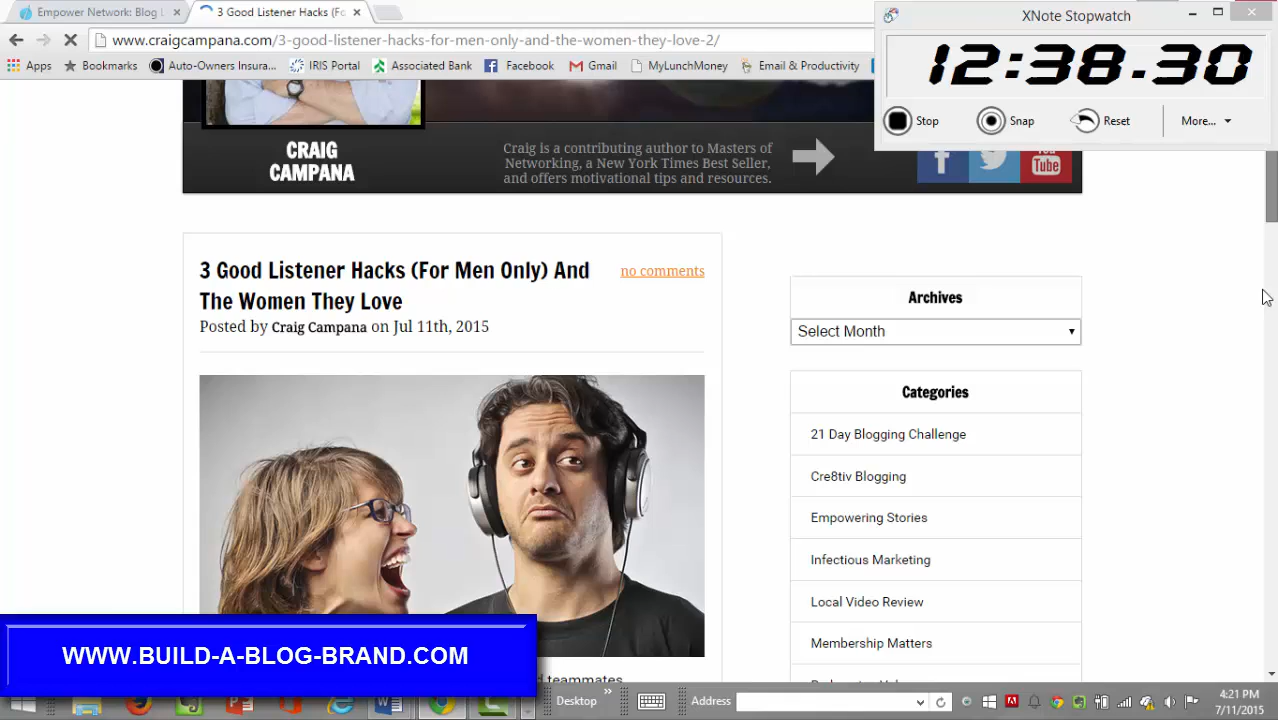 Empower Network: Blog
3 Good Listener Hacks (Fo
XNote Stopwatch
www.craigcampana.com/3-good-listener-hacks-for-men-only-and-the-women-they-love-2/
12:38.30
Apps
Bookmarks
Auto-Owners Insura...
IRIS Portal
Associated Bank
Facebook
Gmail
MyLunchMoney
Email & Productivity
Stop
Snap
Reset
More...
CRAIG
CAMPANA
Craig is a contributing author to Masters of
Networking, a New York Times Best Seller,
and offers motivational tips and resources.
You
Tube
3 Good Listener Hacks (For Men Only) And
The Women They Love
no comments
Posted by Craig Campana on Jul 11th, 2015
Archives
Select Month
Categories
21 Day Blogging Challenge
Cre8tiv Blogging
Empowering Stories
Infectious Marketing
Local Video Review
Membership Matters
WWW.BUILD-A-BLOG-BRAND.COM
teammates
Desktop
Address
4:21 PM
7/11/2015